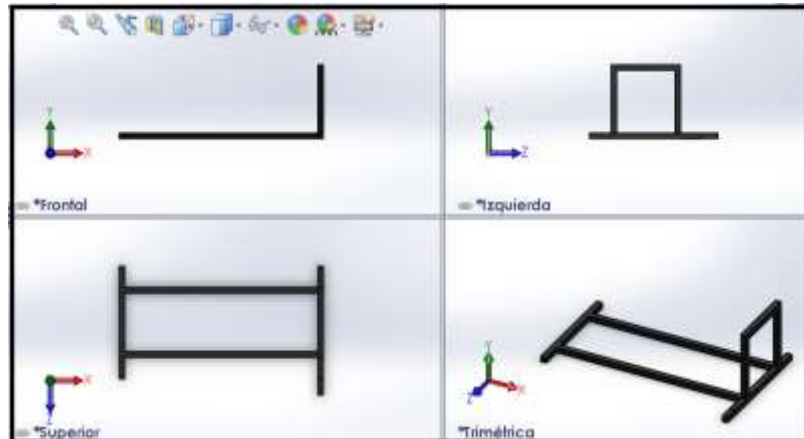 Y
X
*Frontal
Y
Z
*Izquierda
X
Z
*Superior
Y
X
Z
*Trimétrica